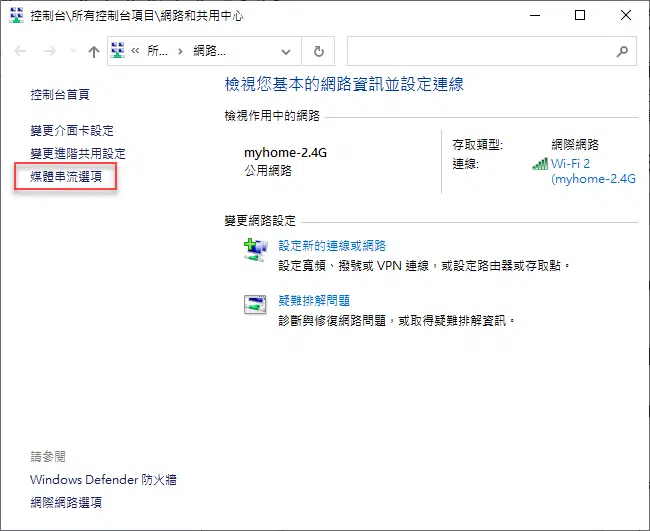 控制台\所有控制台項目\網路和共用中心
所...
網路...
檢視您基本的網路資訊並設定連線
控制台首頁
變更介面卡設定
變更進階共用設定
媒體串流選項
檢視作用中的網路
myhome-2.4G
公用網路
存取類型:
網際網路
連線:
Wi-Fi 2
(myhome-2.4G
變更網路設定
設定新的連線或網路
設定寬頻、撥號或 VPN 連線，或設定路由器或存取點。
疑難排解問題
診斷與修復網路問題，或取得疑難排解資訊。
請參閱
Windows Defender 防火牆
網際網路選項